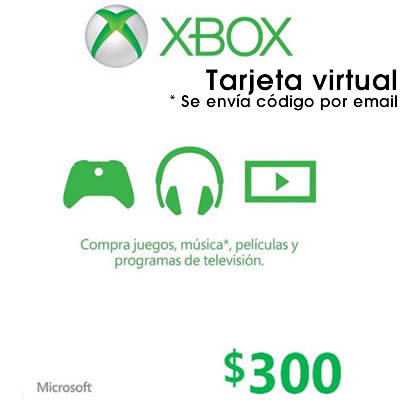 XBOX
Tarjeta virtual
* Se envía código por email
Compra juegos, música*, películas y
programas de televisión.
$300
Microsoft